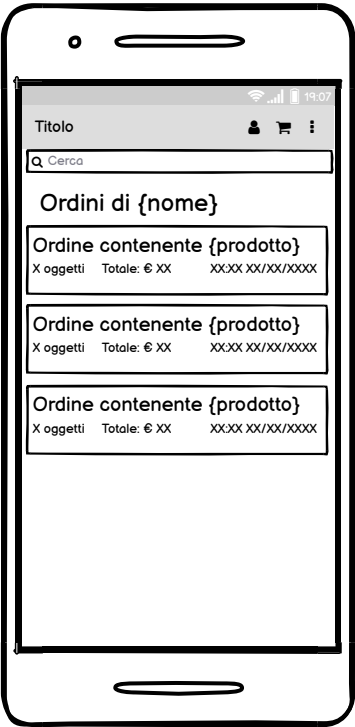 19:07
Titolo
Cerca
Ordini di {nome}
Ordine contenente {prodotto}
X oggetti Totale: € XX XX:XX XX/XX/XXXX
Ordine contenente {prodotto}
X oggetti Totale: € XX XX:XX XX/XX/XXXX
Ordine contenente {prodotto}
X oggetti Totale: € XX XX:XX XX/XX/XXXX